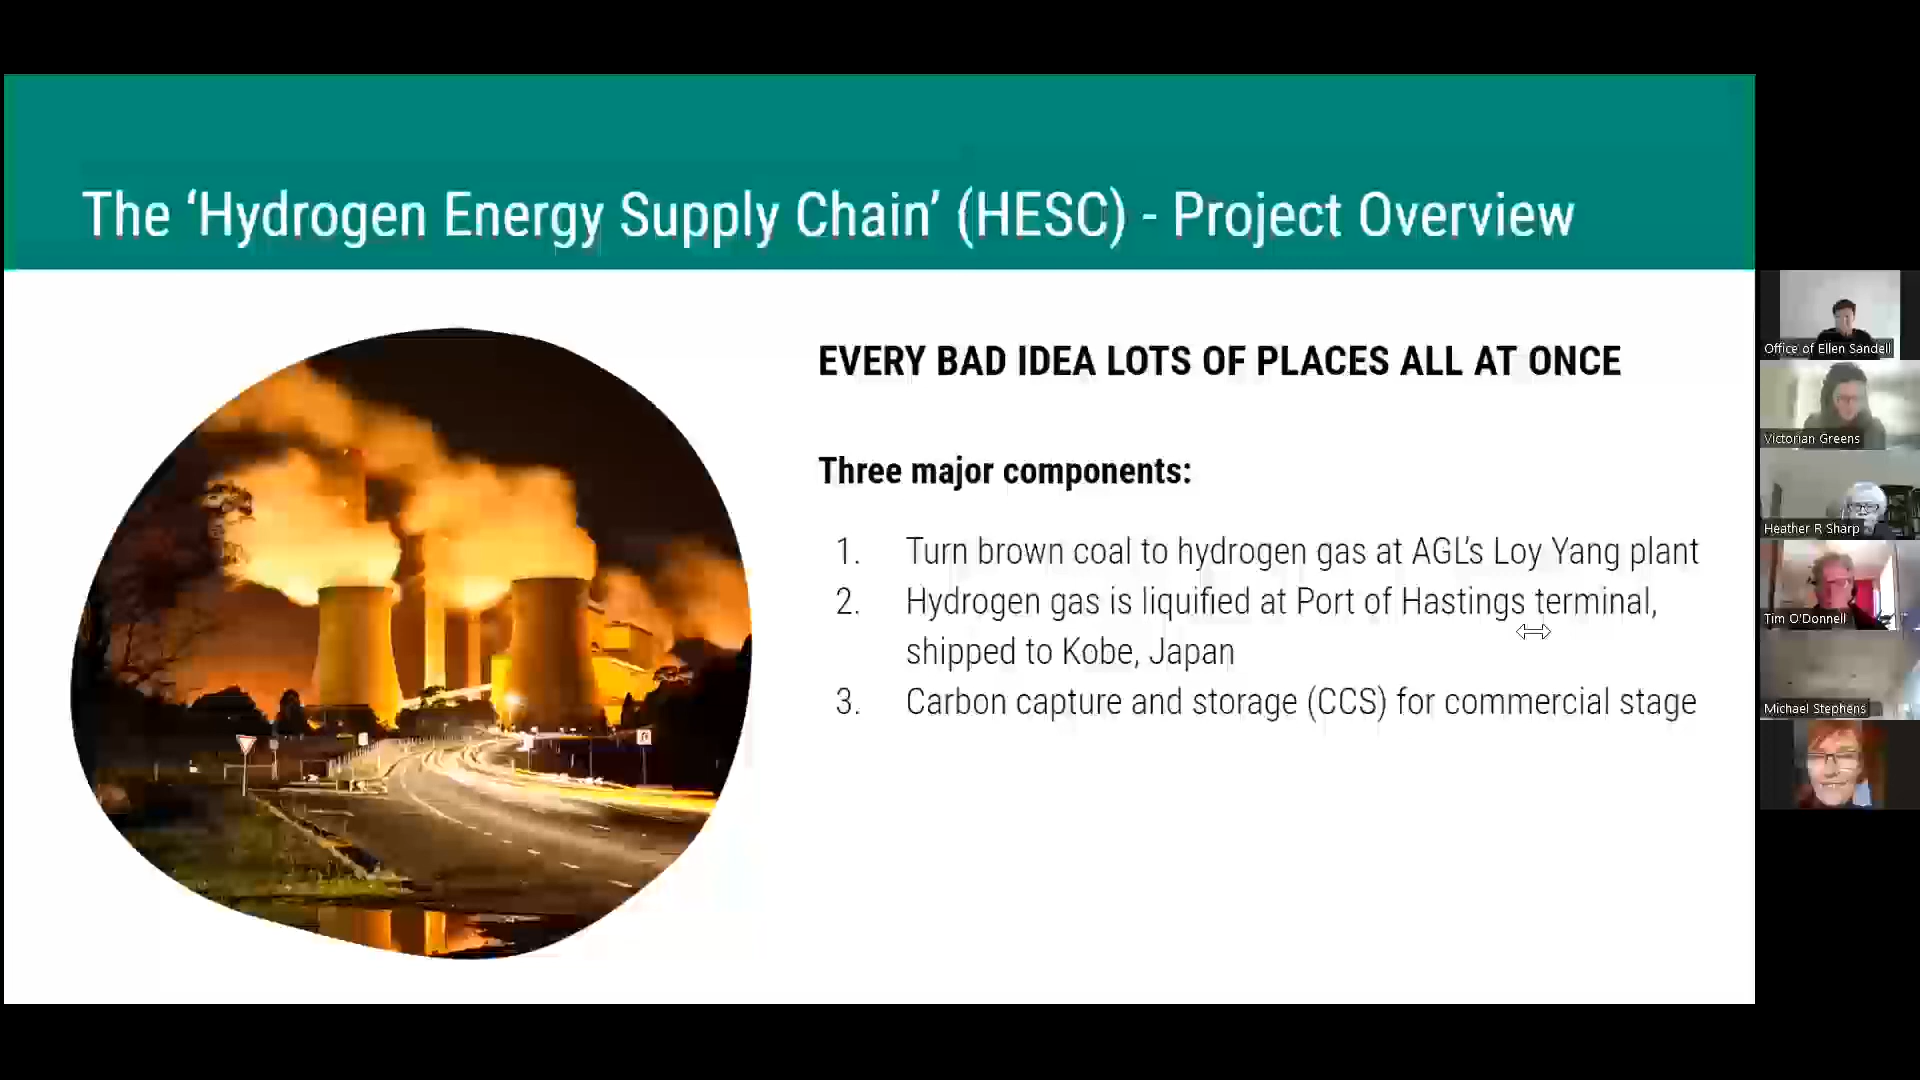 The ‘Hydrogen Energy Supply Chain’ (HESC) - Project Overview
EVERY BAD IDEA LOTS OF PLACES ALL AT ONCE
Three major components:
1. Turn brown coal to hydrogen gas at AGL’s Loy Yang plant
2. Hydrogen gas is liquified at Port of Hastings terminal,
shipped to Kobe, Japan
3. Carbon capture and storage (CCS) for commercial stage
Office of Ellen Sandell
Victorian Greens
Heather R Sharp
Tim O'Donnell
Michael Stephens